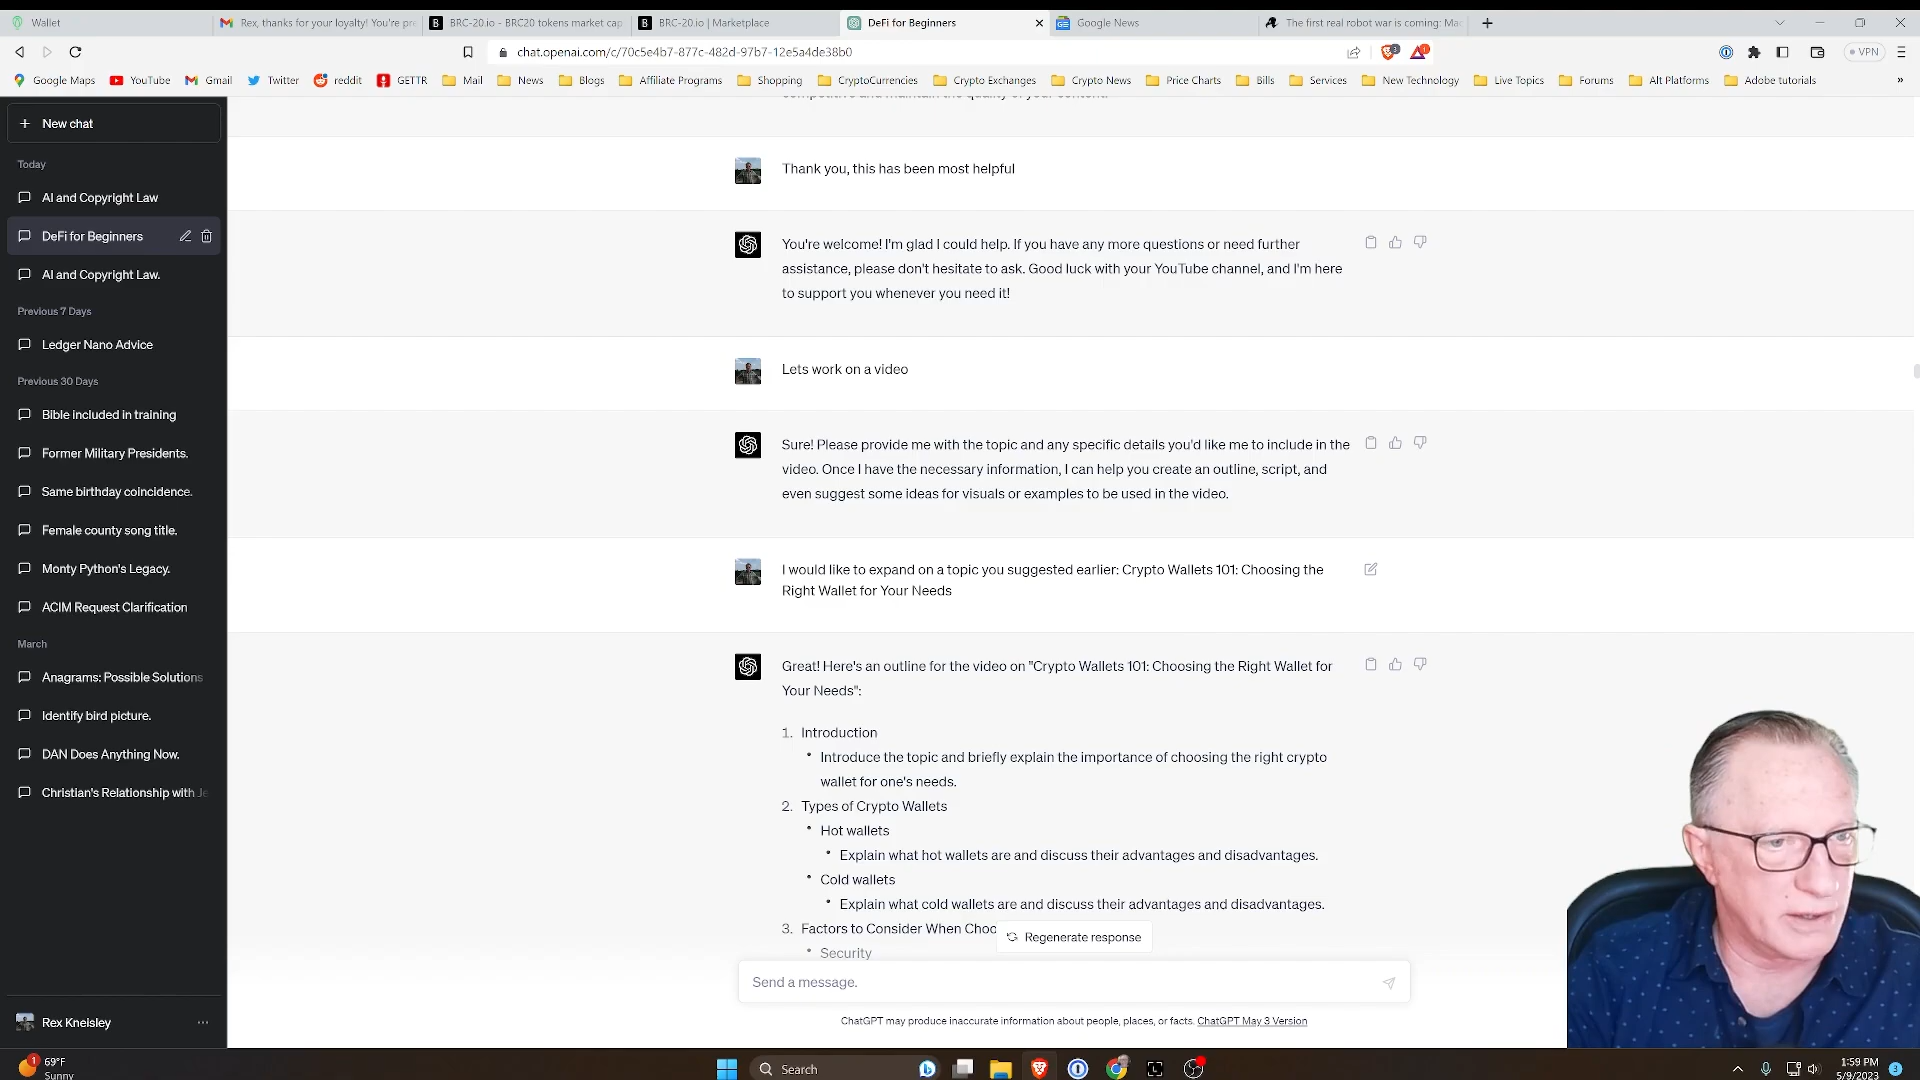 Wallet
Rex, thanks for your loyalty! You're pre
BRC-20.io - BRC20 tokens market cap
BRC-20.io | Marketplace
DeFi for Beginners
Google News
The first real robot war is coming: Mac
chat.openai.com/c/70c5e4b7-877c-482d-97b7-12e5a4de38b0
VPN
Google Maps
YouTube
Gmail
Twitter
reddit
GETTR
Mail
News
Blogs
Affiliate Programs
Shopping
CryptoCurrencies
Crypto Exchanges
Crypto News
Price Charts
Bills
Services
New Technology
Live Topics
Forums
Alt Platforms
Adobe tutorials
New chat
Today
AI and Copyright Law
DeFi for Beginners
AI and Copyright Law.
Previous 7 Days
Ledger Nano Advice
Previous 30 Days
Bible included in training
Former Military Presidents.
Same birthday coincidence.
Female county song title.
Monty Python's Legacy.
ACIM Request Clarification
March
Anagrams: Possible Solutions
Identify bird picture.
DAN Does Anything Now.
Christian's Relationship with Je
Rex Kneisley
competitive and maintain the quality of your content.
Thank you, this has been most helpful
You're welcome! I'm glad I could help. If you have any more questions or need further
assistance, please don't hesitate to ask. Good luck with your YouTube channel, and I'm here
to support you whenever you need it!
Lets work on a video
Sure! Please provide me with the topic and any specific details you'd like me to include in the
video. Once I have the necessary information, I can help you create an outline, script, and
even suggest some ideas for visuals or examples to be used in the video.
I would like to expand on a topic you suggested earlier: Crypto Wallets 101: Choosing the
Right Wallet for Your Needs
Great! Here's an outline for the video on "Crypto Wallets 101: Choosing the Right Wallet for
Your Needs":
1. Introduction
• Introduce the topic and briefly explain the importance of choosing the right crypto
wallet for one's needs.
2. Types of Crypto Wallets
• Hot wallets
• Explain what hot wallets are and discuss their advantages and disadvantages.
• Cold wallets
• Explain what cold wallets are and discuss their advantages and disadvantages.
3. Factors to Consider When Choo
Regenerate response
• Security
Send a message.
ChatGPT may produce inaccurate information about people, places, or facts. ChatGPT May 3 Version
1
69°F
Sunny
Search
1:59 PM
5/9/2023
3